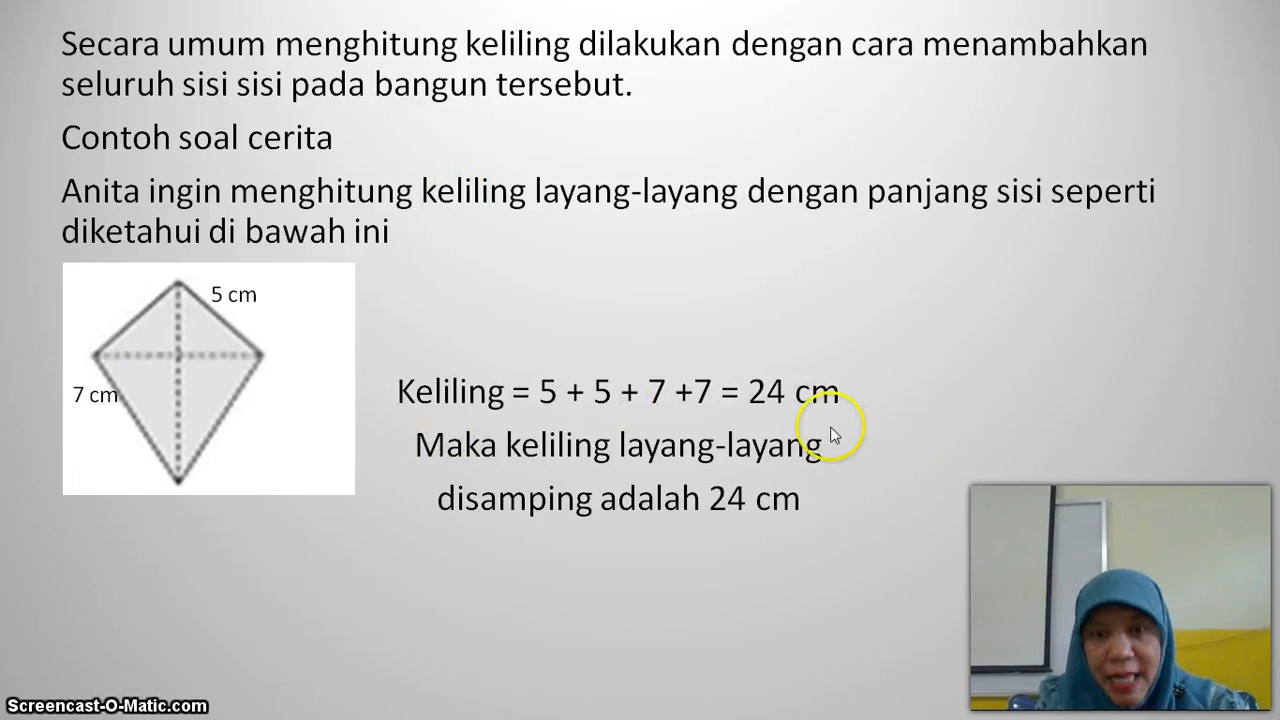 Secara umum menghitung keliling dilakukan dengan cara menambahkan
seluruh sisi sisi pada bangun tersebut.
Contoh soal cerita
Anita ingin menghitung keliling layang-layang dengan panjang sisi seperti
diketahui di bawah ini
5 cm
7 cm
Keliling = 5 + 5 + 7 +7 = 24 cm
Maka keliling layang-layang
disamping adalah 24 cm
Screencast-O-Matic.com